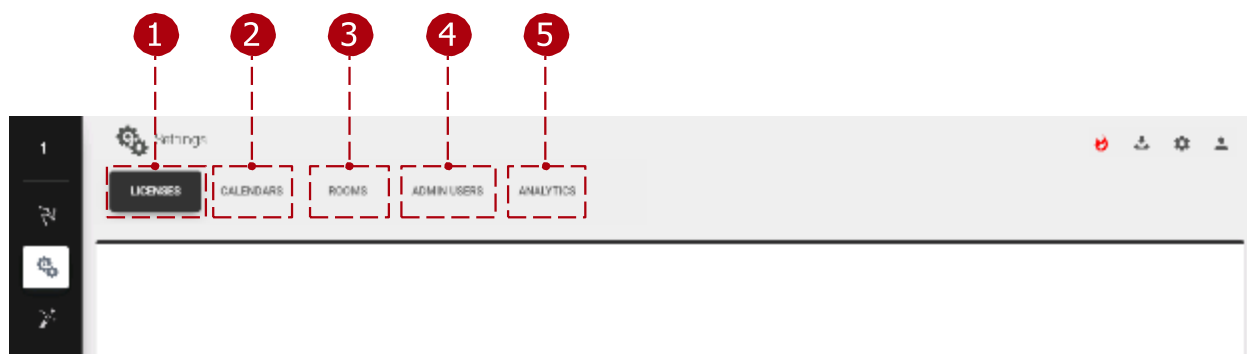 1 2 3 4 5
1
Settings
LICENSES CALENDARS ROOMS ADMIN USERS ANALYTICS